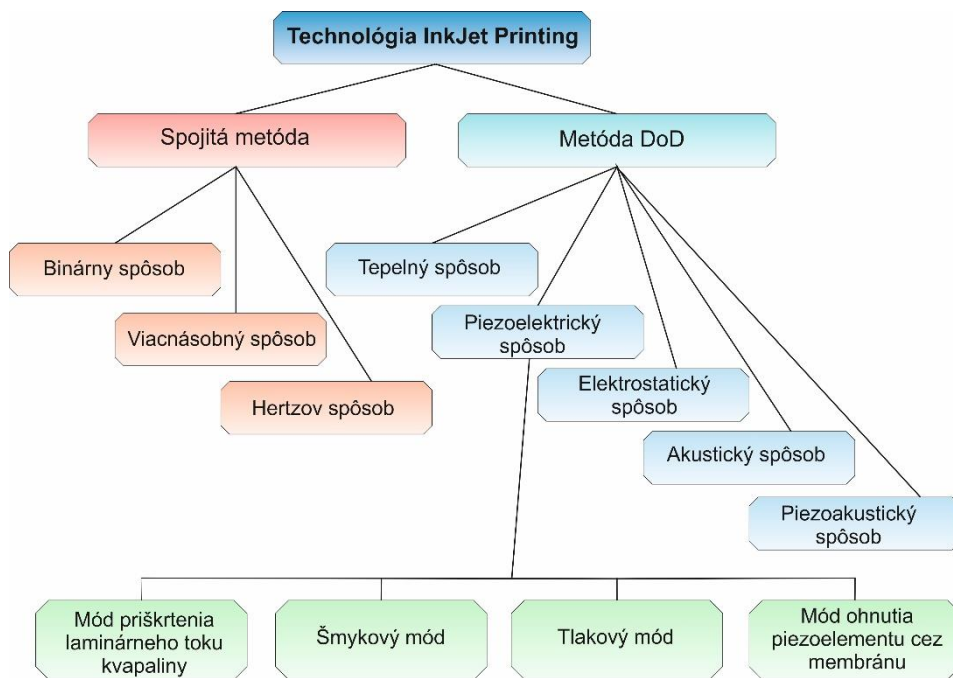 Technológia InkJet Printing
Spojitá metóda
Metóda DoD
Binárny spôsob
Tepelný spôsob
Viacnásobný spôsob
Piezoelektrický
spôsob
Hertzov spôsob
Elektrostatický
spôsob
Akustický spôsob
Piezoakustický
spôsob
Mód priškrtenia
laminárneho toku
kvapaliny
Šmykový mód
Tlakový mód
Mód ohnutia
piezoelementu cez
membránu